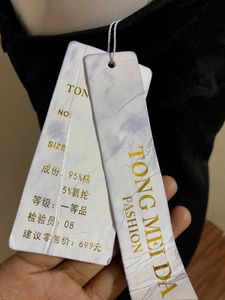 TONG
NO:
SIZE
成份：95%棉
5%氨纶
等级：一等品
检验员：08
建议零售价：699元
TONG MEI DA
FASHION